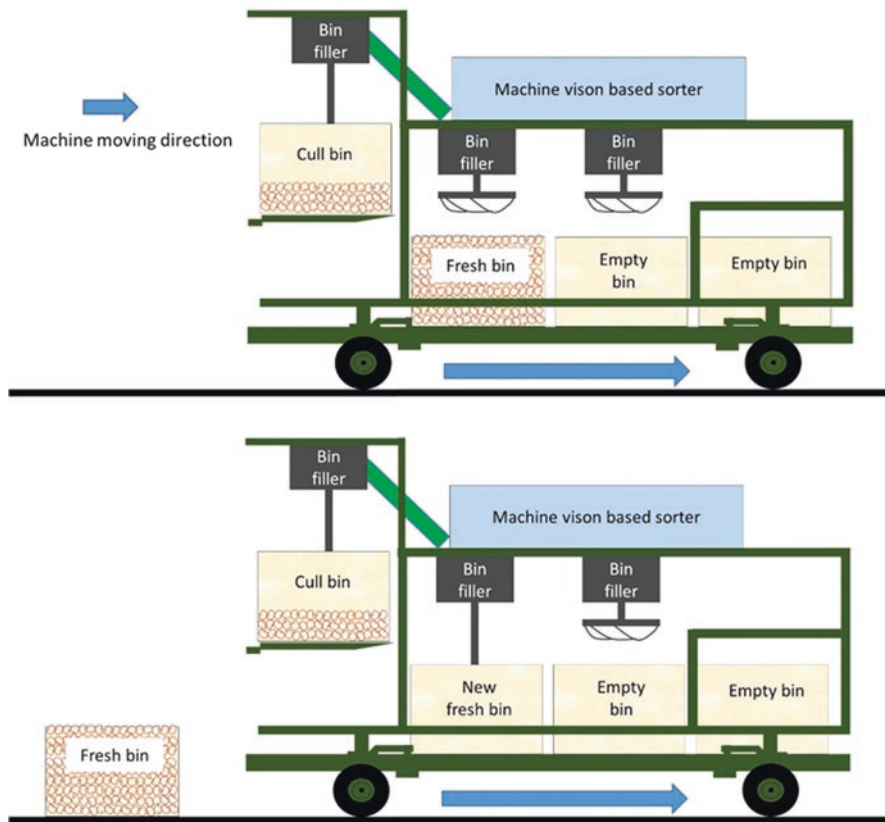 Bin
filler
Machine vison based sorter
Machine moving direction
Cull bin
Bin
filler
Bin
filler
Fresh bin
Empty
bin
Empty bin
Bin
filler
Machine vison based sorter
Cull bin
Bin
filler
Bin
filler
New
fresh bin
Empty
bin
Empty bin
Fresh bin